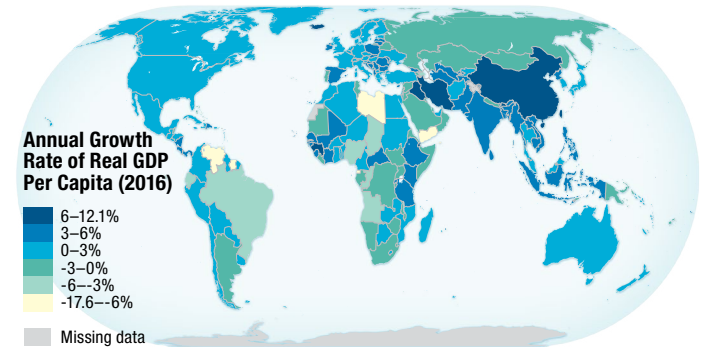 Annual Growth
Rate of Real GDP
Per Capita (2016)
6–12.1%
3–6%
0–3%
-3–0%
-6–-3%
-17.6–-6%
Missing data